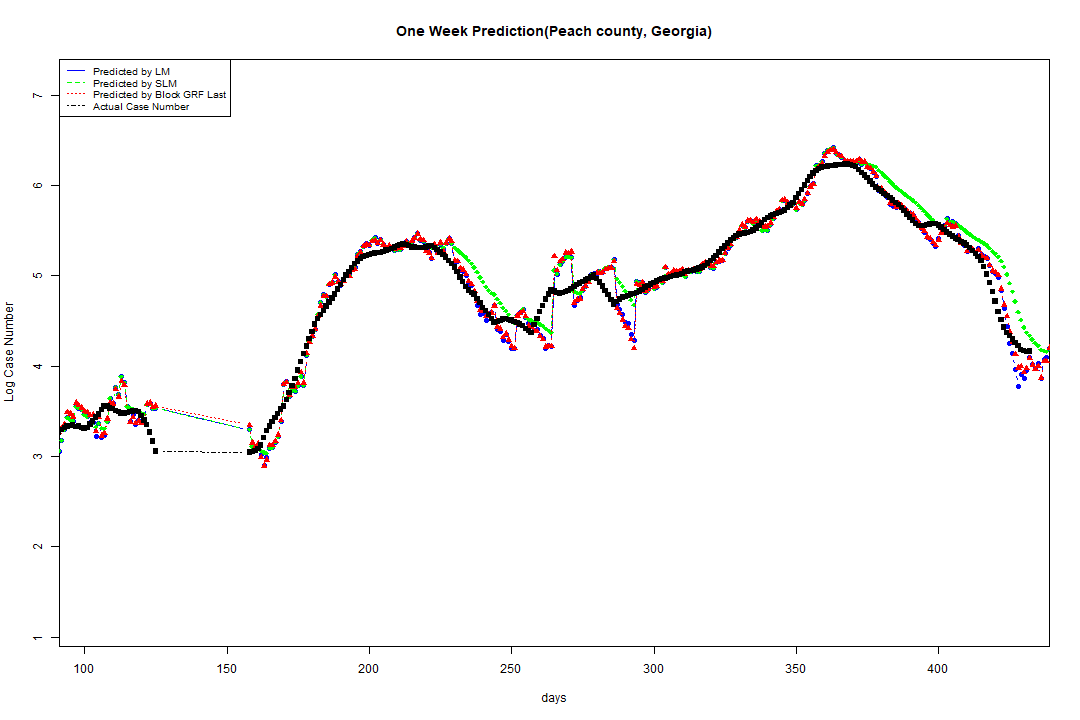 One Week Prediction(Peach county, Georgia)
Predicted by LM
Predicted by SLM
Predicted by Block GRF Last
Actual Case Number
7
6
5
4
3
2
1
Log Case Number
100 150 200 250 300 350 400
days